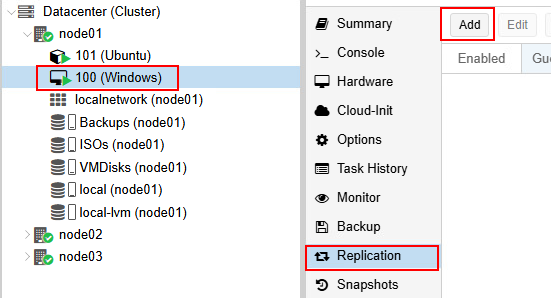 Datacenter (Cluster)
node01
101 (Ubuntu)
100 (Windows)
localnetwork (node01)
Backups (node01)
ISOs (node01)
VMDisks (node01)
local (node01)
local-lvm (node01)
node02
node03
Summary
Console
Hardware
Cloud-Init
Options
Task History
Monitor
Backup
Replication
Snapshots
Add
Edit
Enabled